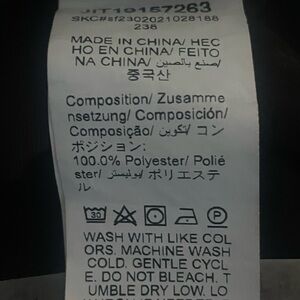 JIT19157263
SKC#sf2302021028188
238
MADE IN CHINA/ HEC
HO EN CHINA/ FEITO
NA CHINA/ صنع بالصين/
중국산
Composition/ Zusamme
nsetzung/ Composición/
Composição/ تكوين/ コン
ポジション:
100.0% Polyester/ Polié
ster/ بوليستر/ ポリエステ
ル
30
P
WASH WITH LIKE COL
ORS. MACHINE WASH
COLD. GENTLE CYCL
E. DO NOT BLEACH. T
UMBLE DRY LOW. LO